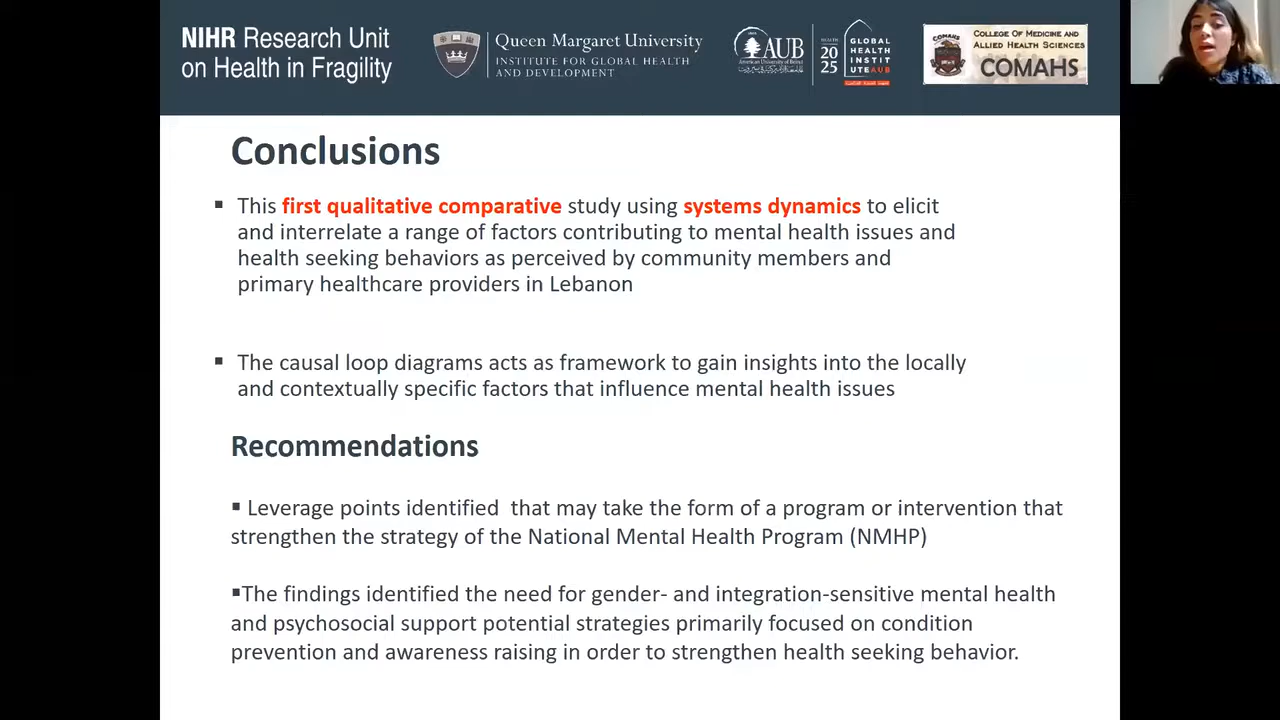 NIHR Research Unit
on Health in Fragility
Queen Margaret University
INSTITUTE FOR GLOBAL HEALTH
AND DEVELOPMENT
AUB
American University of Beirut
HEALTH
20
25
GLOBAL
HEALTH
INSTIT
UTE AUB
COMAHS
COLLEGE OF MEDICINE AND
ALLIED HEALTH SCIENCES
COMAHS
Conclusions
▪ This first qualitative comparative study using systems dynamics to elicit
and interrelate a range of factors contributing to mental health issues and
health seeking behaviors as perceived by community members and
primary healthcare providers in Lebanon
▪ The causal loop diagrams acts as framework to gain insights into the locally
and contextually specific factors that influence mental health issues
Recommendations
▪ Leverage points identified that may take the form of a program or intervention that
strengthen the strategy of the National Mental Health Program (NMHP)
▪The findings identified the need for gender- and integration-sensitive mental health
and psychosocial support potential strategies primarily focused on condition
prevention and awareness raising in order to strengthen health seeking behavior.